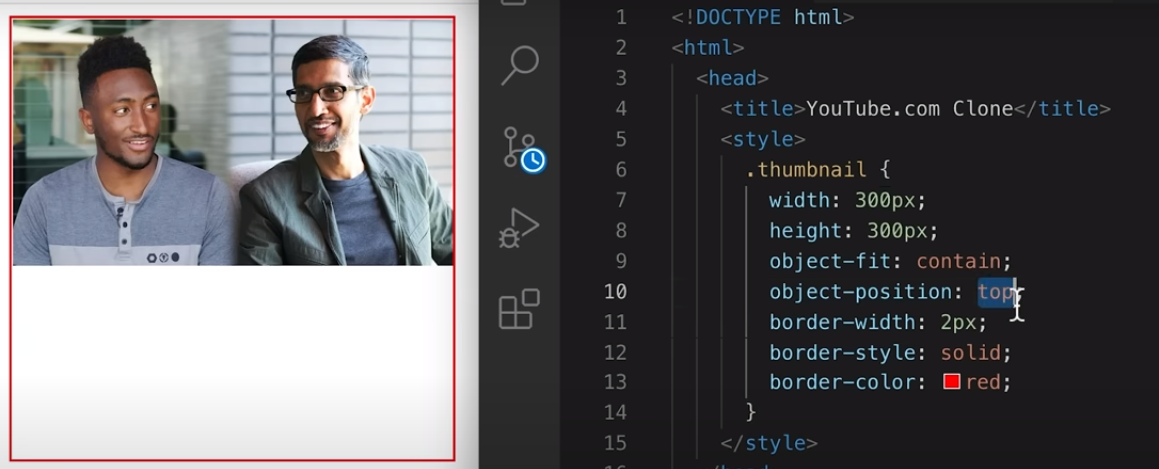 1 <!DOCTYPE html>
2 <html>
3 <head>
4 <title>YouTube.com Clone</title>
5 <style>
6 .thumbnail {
7 width: 300px;
8 height: 300px;
9 object-fit: contain;
10 object-position: top;
11 border-width: 2px;
12 border-style: solid;
13 border-color: red;
14 }
15 </style>